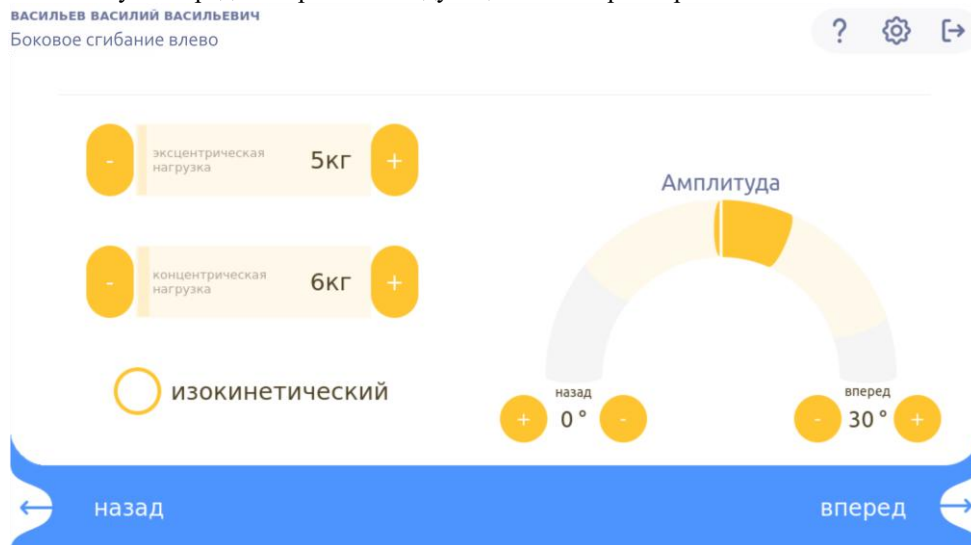 ВАСИЛЬЕВ ВАСИЛИЙ ВАСИЛЬЕВИЧ
Боковое сгибание влево
?
- эксцентрическая нагрузка 5кг +
Амплитуда
- концентрическая нагрузка 6кг +
изокинетический
назад
+ 0 ° -
вперед
- 30 ° +
назад
вперед